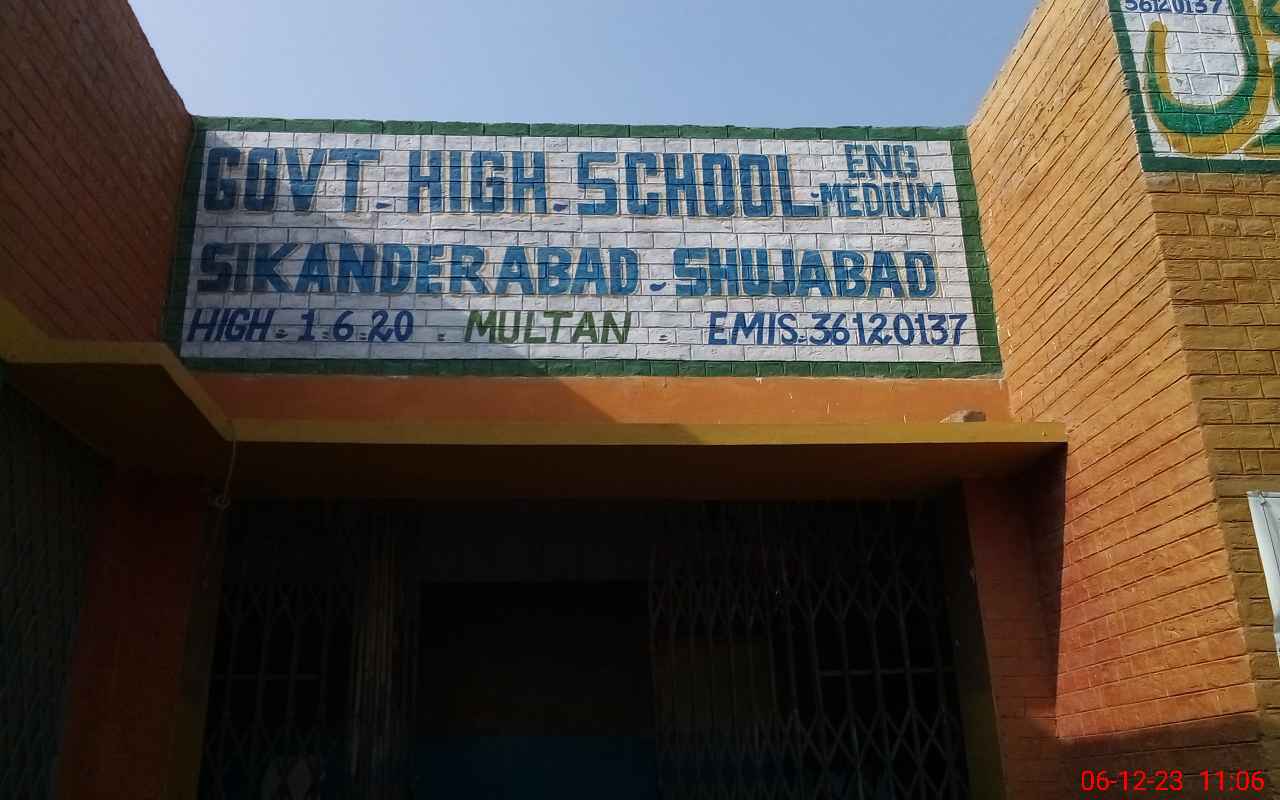 GOVT. HIGH. SCHOOL-ENG MEDIUM
SIKANDERABAD-SHUJABAD
HIGH=1.6.20 . MULTAN = EMIS=36120137
36120137
06-12-23 11:06